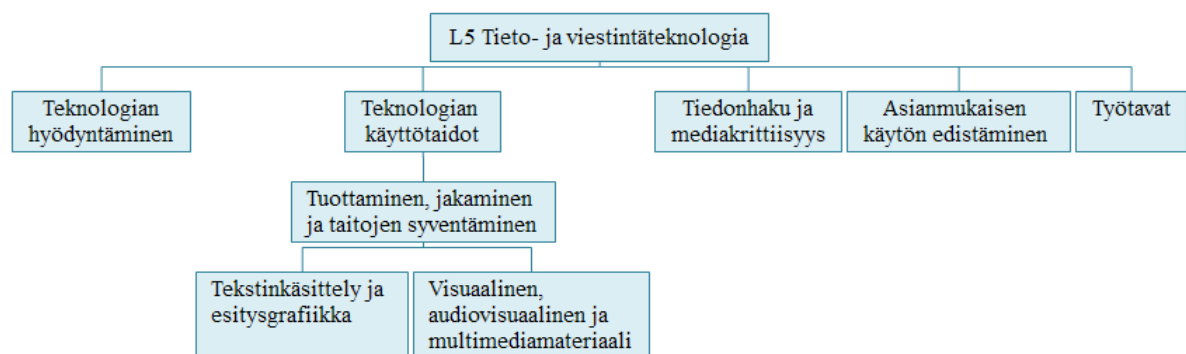 L5 Tieto- ja viestintäteknologia
Teknologian
hyödyntäminen
Teknologian
käyttötaidot
Tiedonhaku ja
mediakrittiisyys
Asianmukaisen
käytön edistäminen
Työtavat
Tuottaminen, jakaminen
ja taitojen syventäminen
Tekstinkäsittely ja
esitysgrafiikka
Visuaalinen,
audiovisuaalinen ja
multimediamateriaali